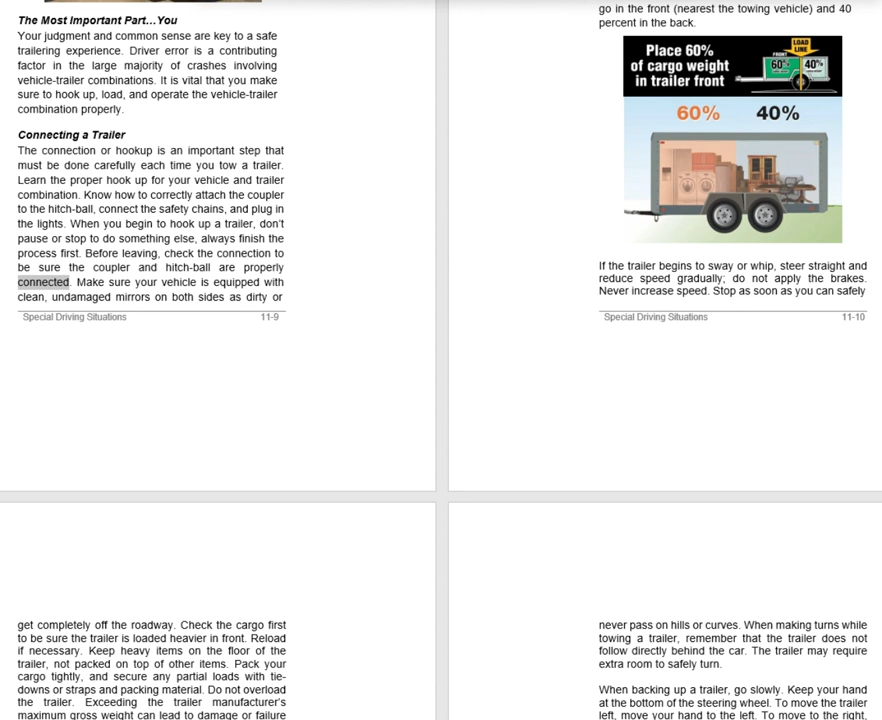 The Most Important Part…You
Your judgment and common sense are key to a safe
trailering experience. Driver error is a contributing
factor in the large majority of crashes involving
vehicle-trailer combinations. It is vital that you make
sure to hook up, load, and operate the vehicle-trailer
combination properly.
Connecting a Trailer
The connection or hookup is an important step that
must be done carefully each time you tow a trailer.
Learn the proper hook up for your vehicle and trailer
combination. Know how to correctly attach the coupler
to the hitch-ball, connect the safety chains, and plug in
the lights. When you begin to hook up a trailer, don't
pause or stop to do something else, always finish the
process first. Before leaving, check the connection to
be sure the coupler and hitch-ball are properly
connected. Make sure your vehicle is equipped with
clean, undamaged mirrors on both sides as dirty or
Special Driving Situations 11-9
go in the front (nearest the towing vehicle) and 40
percent in the back.
Place 60%
of cargo weight
in trailer front
LOAD
LINE
FRONT
60% 40%
60% 40%
If the trailer begins to sway or whip, steer straight and
reduce speed gradually; do not apply the brakes.
Never increase speed. Stop as soon as you can safely
Special Driving Situations 11-10
get completely off the roadway. Check the cargo first
to be sure the trailer is loaded heavier in front. Reload
if necessary. Keep heavy items on the floor of the
trailer, not packed on top of other items. Pack your
cargo tightly, and secure any partial loads with tie-
downs or straps and packing material. Do not overload
the trailer. Exceeding the trailer manufacturer's
maximum gross weight can lead to damage or failure
never pass on hills or curves. When making turns while
towing a trailer, remember that the trailer does not
follow directly behind the car. The trailer may require
extra room to safely turn.
When backing up a trailer, go slowly. Keep your hand
at the bottom of the steering wheel. To move the trailer
left, move your hand to the left. To move to the right,